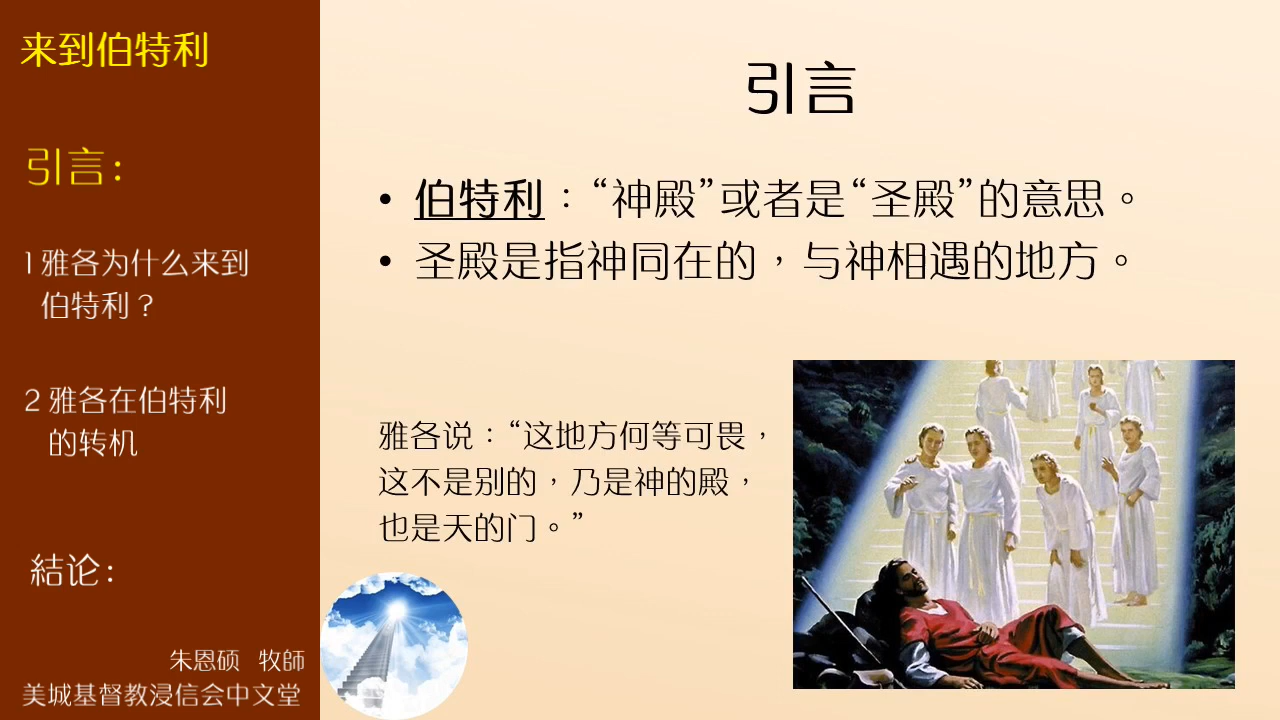 来到伯特利
引言：
1 雅各为什么来到
伯特利？
2 雅各在伯特利
的转机
結论：
朱恩硕 牧師
美城基督教浸信会中文堂
引言
• 伯特利：“神殿”或者是“圣殿”的意思。
• 圣殿是指神同在的，与神相遇的地方。
雅各说：“这地方何等可畏，
这不是别的，乃是神的殿，
也是天的门。”